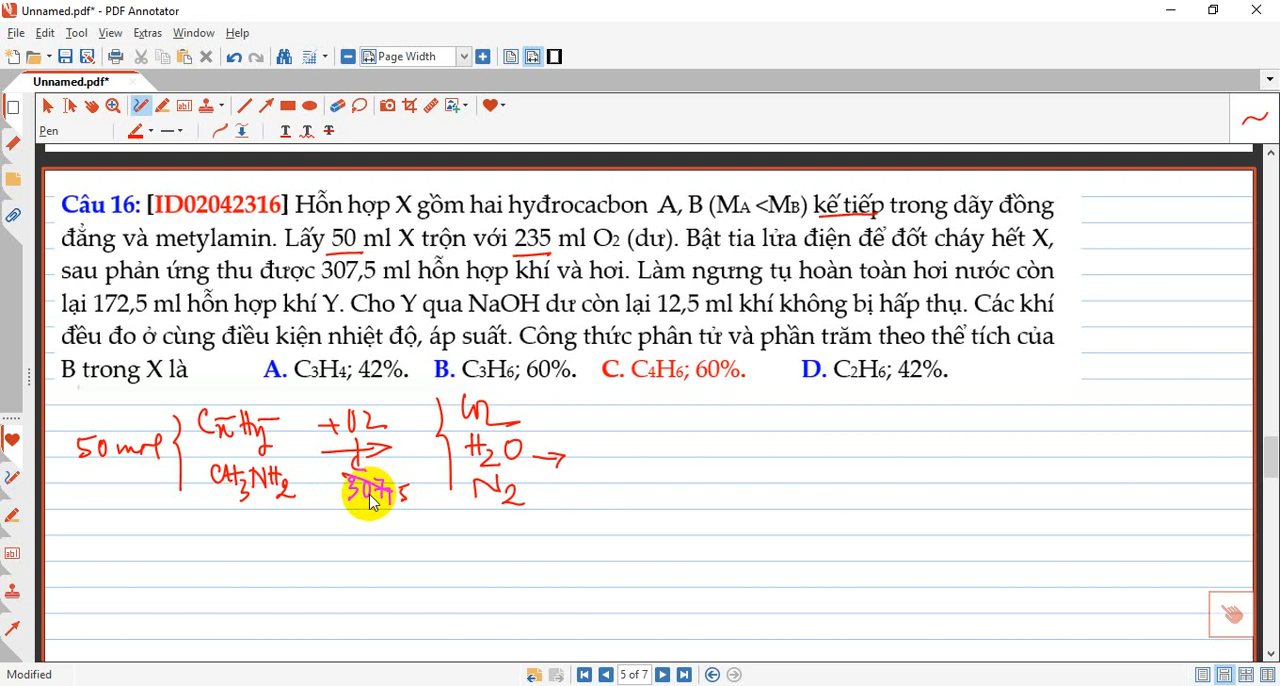 Unnamed.pdf* - PDF Annotator
File Edit Tool View Extras Window Help
Page Width
Unnamed.pdf*
Pen
Câu 16: [ID02042316] Hỗn hợp X gồm hai hyđrocacbon A, B (MA <MB) kế tiếp trong dãy đồng
đẳng và metylamin. Lấy 50 ml X trộn với 235 ml O2 (dư). Bật tia lửa điện để đốt cháy hết X,
sau phản ứng thu được 307,5 ml hỗn hợp khí và hơi. Làm ngưng tụ hoàn toàn hơi nước còn
lại 172,5 ml hỗn hợp khí Y. Cho Y qua NaOH dư còn lại 12,5 ml khí không bị hấp thụ. Các khí
đều đo ở cùng điều kiện nhiệt độ, áp suất. Công thức phân tử và phần trăm theo thể tích của
B trong X là A. C3H4; 42%. B. C3H6; 60%. C. C4H6; 60%. D. C2H6; 42%.
CxHy +O2 CO2
50 ml H2O
CH3NH2 307,5 N2
Modified
5 of 7